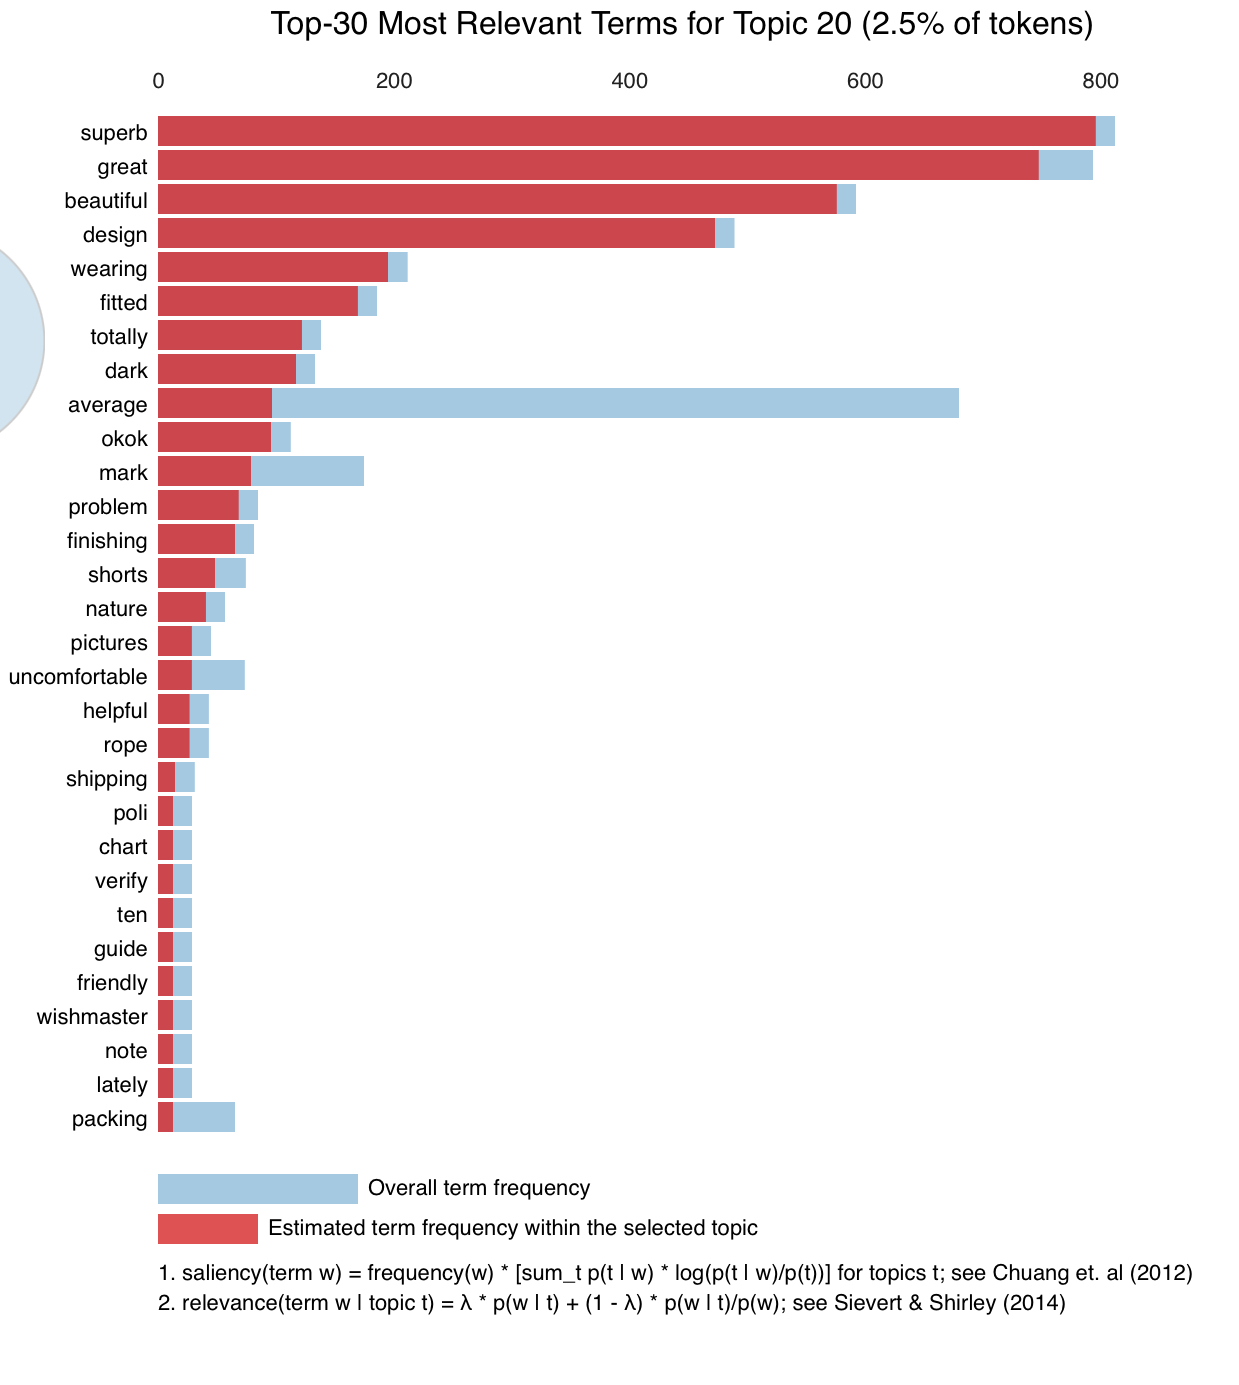 Top-30 Most Relevant Terms for Topic 20 (2.5% of tokens)
0 200 400 600 800
superb
great
beautiful
design
wearing
fitted
totally
dark
average
okok
mark
problem
finishing
shorts
nature
pictures
uncomfortable
helpful
rope
shipping
poli
chart
verify
ten
guide
friendly
wishmaster
note
lately
packing
Overall term frequency
Estimated term frequency within the selected topic
1. saliency(term w) = frequency(w) * [sum_t p(t | w) * log(p(t | w)/p(t))] for topics t; see Chuang et. al (2012)
2. relevance(term w | topic t) = λ * p(w | t) + (1 - λ) * p(w | t)/p(w); see Sievert & Shirley (2014)